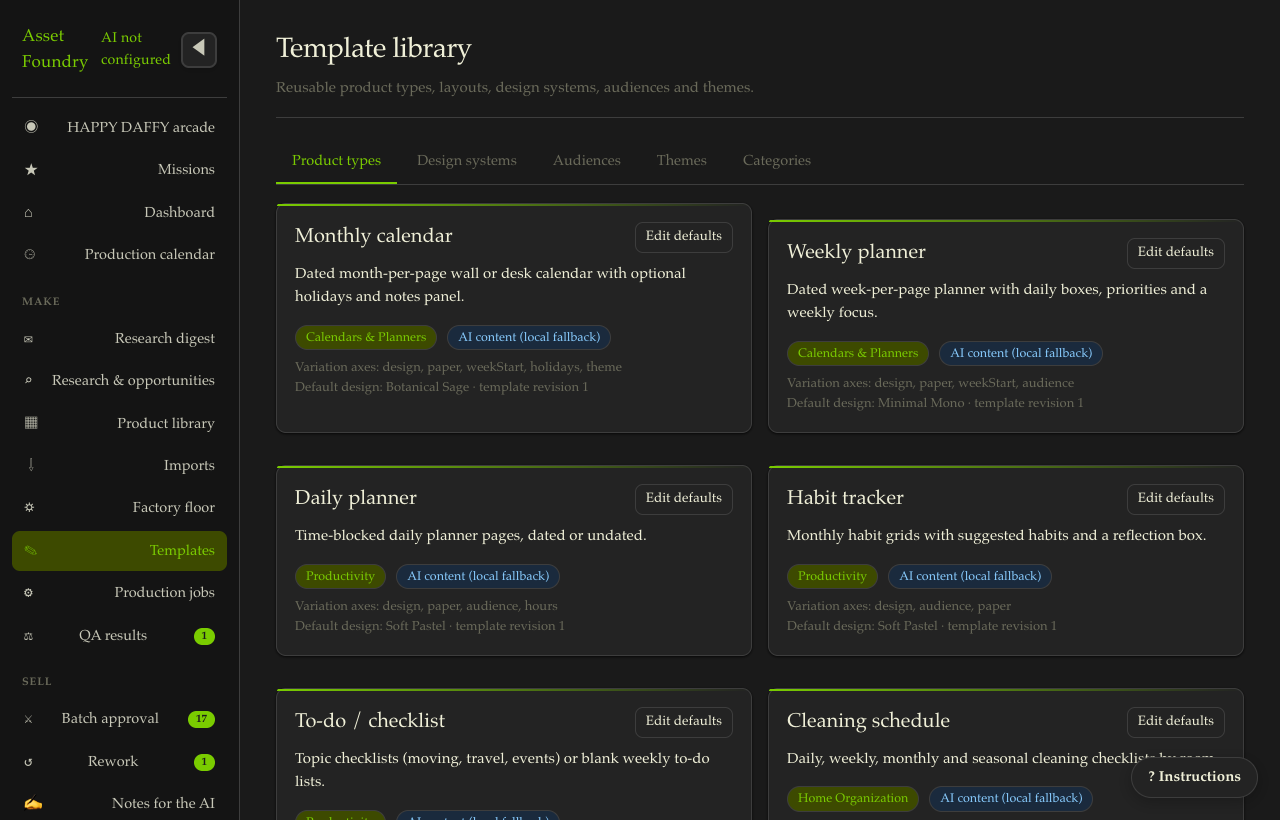 Asset Foundry
AI not configured
HAPPY DAFFY arcade
Missions
Dashboard
Production calendar
MAKE
Research digest
Research & opportunities
Product library
Imports
Factory floor
Templates
Production jobs
QA results 1
SELL
Batch approval 17
Rework 1
Notes for the AI
Template library
Reusable product types, layouts, design systems, audiences and themes.
Product types Design systems Audiences Themes Categories
Monthly calendar
Edit defaults
Dated month-per-page wall or desk calendar with optional
holidays and notes panel.
Calendars & Planners AI content (local fallback)
Variation axes: design, paper, weekStart, holidays, theme
Default design: Botanical Sage · template revision 1
Weekly planner
Edit defaults
Dated week-per-page planner with daily boxes, priorities and a
weekly focus.
Calendars & Planners AI content (local fallback)
Variation axes: design, paper, weekStart, audience
Default design: Minimal Mono · template revision 1
Daily planner
Edit defaults
Time-blocked daily planner pages, dated or undated.
Productivity AI content (local fallback)
Variation axes: design, paper, audience, hours
Default design: Soft Pastel · template revision 1
Habit tracker
Edit defaults
Monthly habit grids with suggested habits and a reflection box.
Productivity AI content (local fallback)
Variation axes: design, audience, paper
Default design: Soft Pastel · template revision 1
To-do / checklist
Edit defaults
Topic checklists (moving, travel, events) or blank weekly to-do
lists.
Productivity AI content (local fallback)
Cleaning schedule
Edit defaults
Daily, weekly, monthly and seasonal cleaning checklists by room.
Home Organization AI content (local fallback)
? Instructions